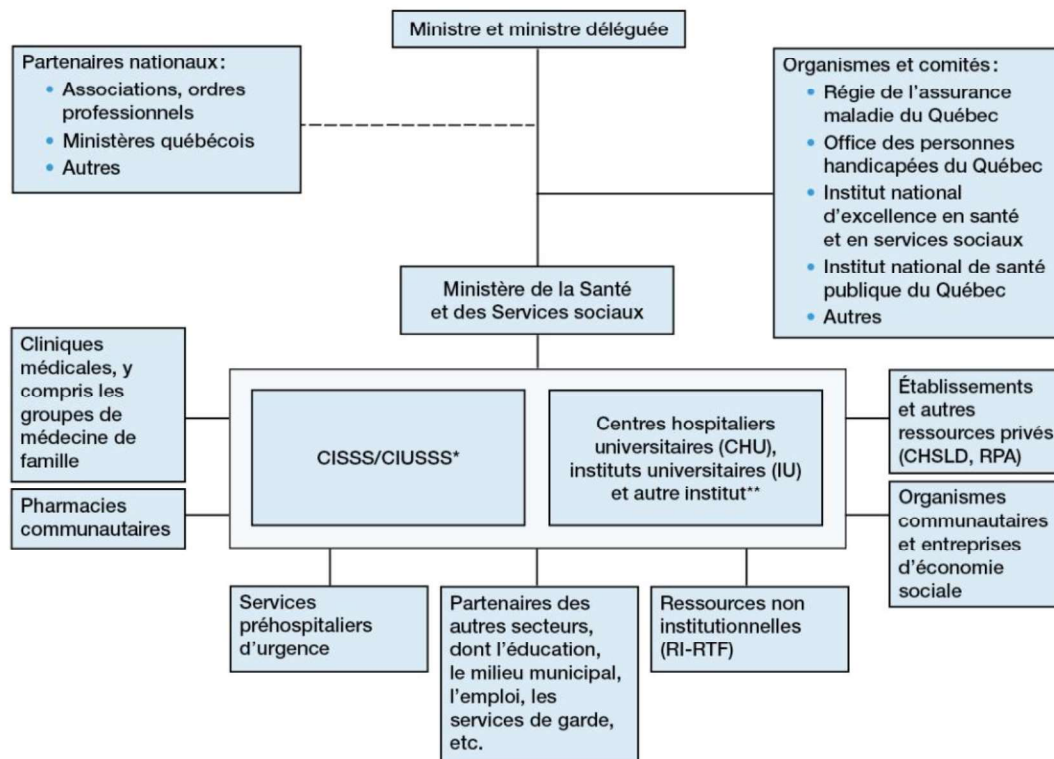 Ministre et ministre déléguée
Partenaires nationaux :
• Associations, ordres
professionnels
• Ministères québécois
• Autres
Organismes et comités :
• Régie de l'assurance
maladie du Québec
• Office des personnes
handicapées du Québec
• Institut national
d'excellence en santé
et en services sociaux
• Institut national de santé
publique du Québec
• Autres
Ministère de la Santé
et des Services sociaux
Cliniques
médicales, y
compris les
groupes de
médecine de
famille
Pharmacies
communautaires
CISSS/CIUSSS*
Centres hospitaliers
universitaires (CHU),
instituts universitaires (IU)
et autre institut**
Établissements
et autres
ressources privés
(CHSLD, RPA)
Organismes
communautaires
et entreprises
d'économie
sociale
Services
préhospitaliers
d'urgence
Partenaires des
autres secteurs,
dont l'éducation,
le milieu municipal,
l'emploi, les
services de garde,
etc.
Ressources non
institutionnelles
(RI-RTF)